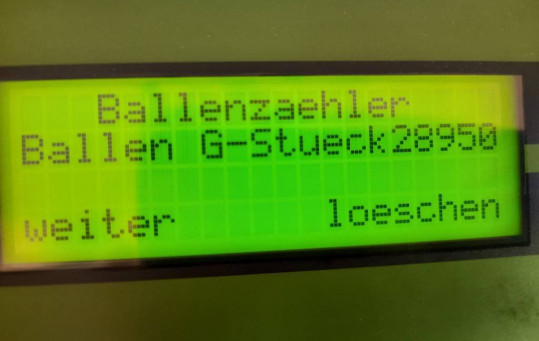 Ballenzaehler
Ballen G-Stueck28950
weiter loeschen